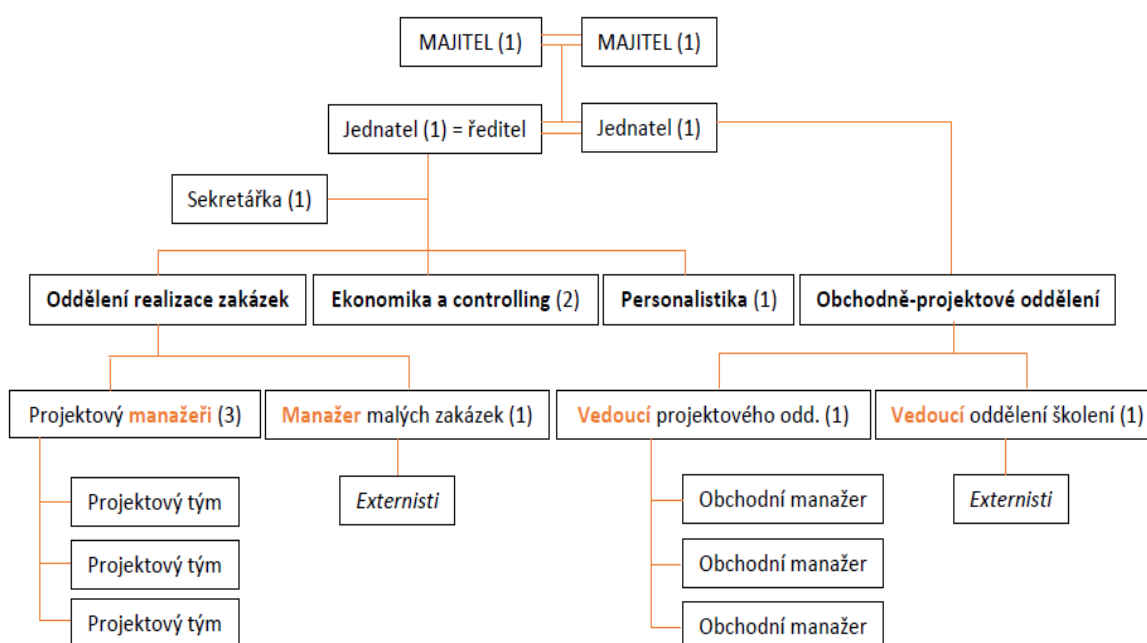 MAJITEL (1)
MAJITEL (1)
Jednatel (1) = ředitel
Jednatel (1)
Sekretářka (1)
Oddělení realizace zakázek
Ekonomika a controlling (2)
Personalistika (1)
Obchodně-projektové oddělení
Projektový manažeři (3)
Manažer malých zakázek (1)
Vedoucí projektového odd. (1)
Vedoucí oddělení školení (1)
Projektový tým
Externisti
Obchodní manažer
Externisti
Projektový tým
Obchodní manažer
Projektový tým
Obchodní manažer